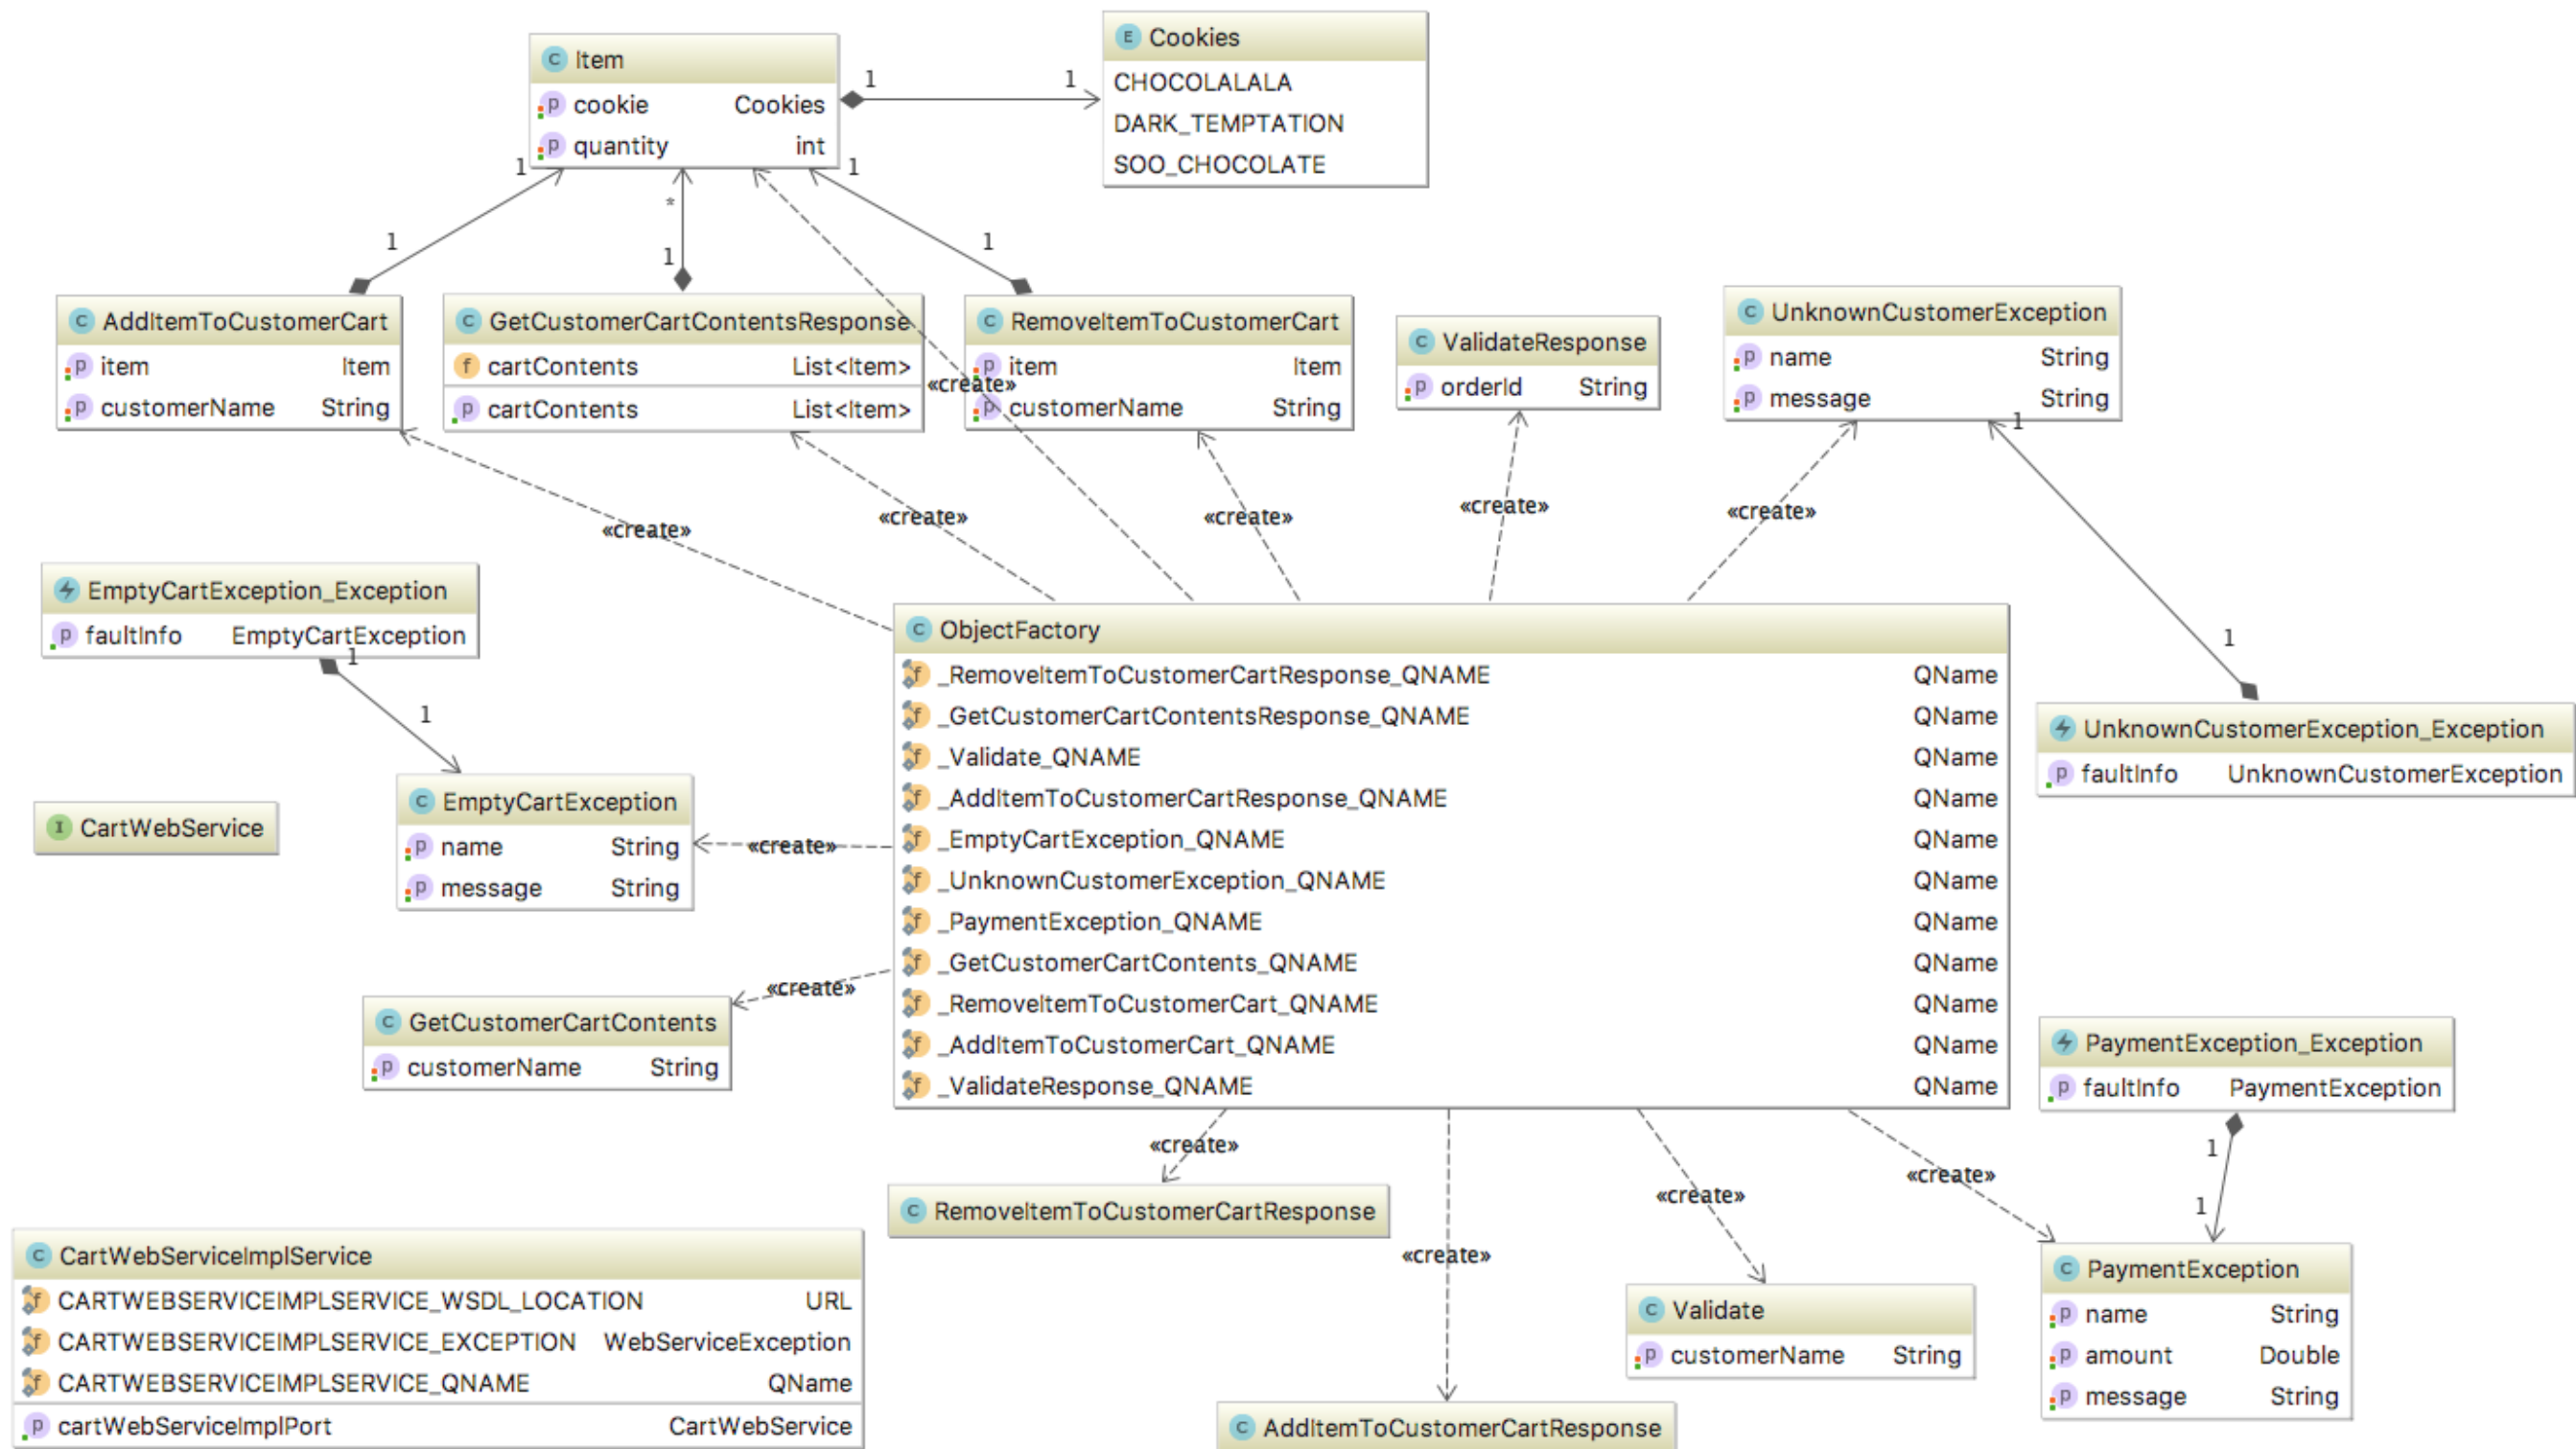 C Item
p cookie Cookies
p quantity int
E Cookies
CHOCOLALALA
DARK_TEMPTATION
SOO_CHOCOLATE
1 1
1 * 1
1 1 1
C AddItemToCustomerCart
p item Item
p customerName String
C GetCustomerCartContentsResponse
f cartContents List<Item>
p cartContents List<Item>
«create»
C RemoveItemToCustomerCart
p item Item
p customerName String
C ValidateResponse
p orderId String
C UnknownCustomerException
p name String
p message String
1
«create»
«create»
«create»
«create»
«create»
1
EmptyCartException_Exception
p faultInfo EmptyCartException
1
1
C EmptyCartException
p name String
p message String
«create»
I CartWebService
C ObjectFactory
f _RemoveItemToCustomerCartResponse_QNAME QName
f _GetCustomerCartContentsResponse_QNAME QName
f _Validate_QNAME QName
f _AddItemToCustomerCartResponse_QNAME QName
f _EmptyCartException_QNAME QName
f _UnknownCustomerException_QNAME QName
f _PaymentException_QNAME QName
f _GetCustomerCartContents_QNAME QName
f _RemoveItemToCustomerCart_QNAME QName
f _AddItemToCustomerCart_QNAME QName
f _ValidateResponse_QNAME QName
UnknownCustomerException_Exception
p faultInfo UnknownCustomerException
«create»
C GetCustomerCartContents
p customerName String
PaymentException_Exception
p faultInfo PaymentException
1
1
«create»
«create»
«create»
«create»
C RemoveItemToCustomerCartResponse
C CartWebServiceImplService
f CARTWEBSERVICEIMPLSERVICE_WSDL_LOCATION URL
f CARTWEBSERVICEIMPLSERVICE_EXCEPTION WebServiceException
f CARTWEBSERVICEIMPLSERVICE_QNAME QName
p cartWebServiceImplPort CartWebService
C Validate
p customerName String
C PaymentException
p name String
p amount Double
p message String
C AddItemToCustomerCartResponse